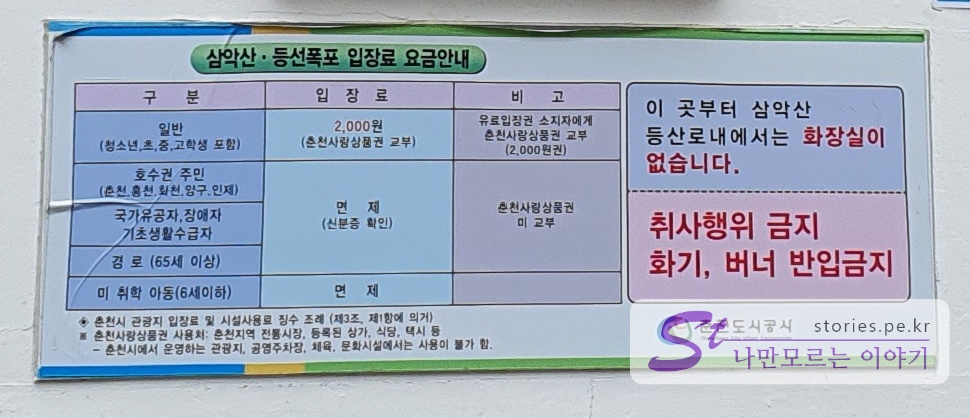 삼악산 · 등선폭포 입장료 요금안내
구 분 입 장 료 비 고
일반
(청소년,초,중,고학생 포함)
2,000원
(춘천사랑상품권 교부)
유료입장권 소지자에게
춘천사랑상품권 교부
(2,000원권)
호수권 주민
(춘천,홍천,화천,양구,인제)
국가유공자,장애자
기초생활수급자
경 로 (65세 이상)
면 제
(신분증 확인)
춘천사랑상품권
미 교부
미 취학 아동(6세이하)
면 제
◈ 춘천시 관광지 입장료 및 시설사용료 징수 조례 (제3조, 제1항에 의거)
※ 춘천사랑상품권 사용처: 춘천지역 전통시장, 등록된 상가, 식당, 택시 등
– 춘천시에서 운영하는 관광지, 공영주차장, 체육, 문화시설에서는 사용이 불가 함.
이 곳부터 삼악산
등산로내에서는 화장실이
없습니다.
취사행위 금지
화기, 버너 반입금지
춘천도시공사
St
stories.pe.kr
나만모르는 이야기